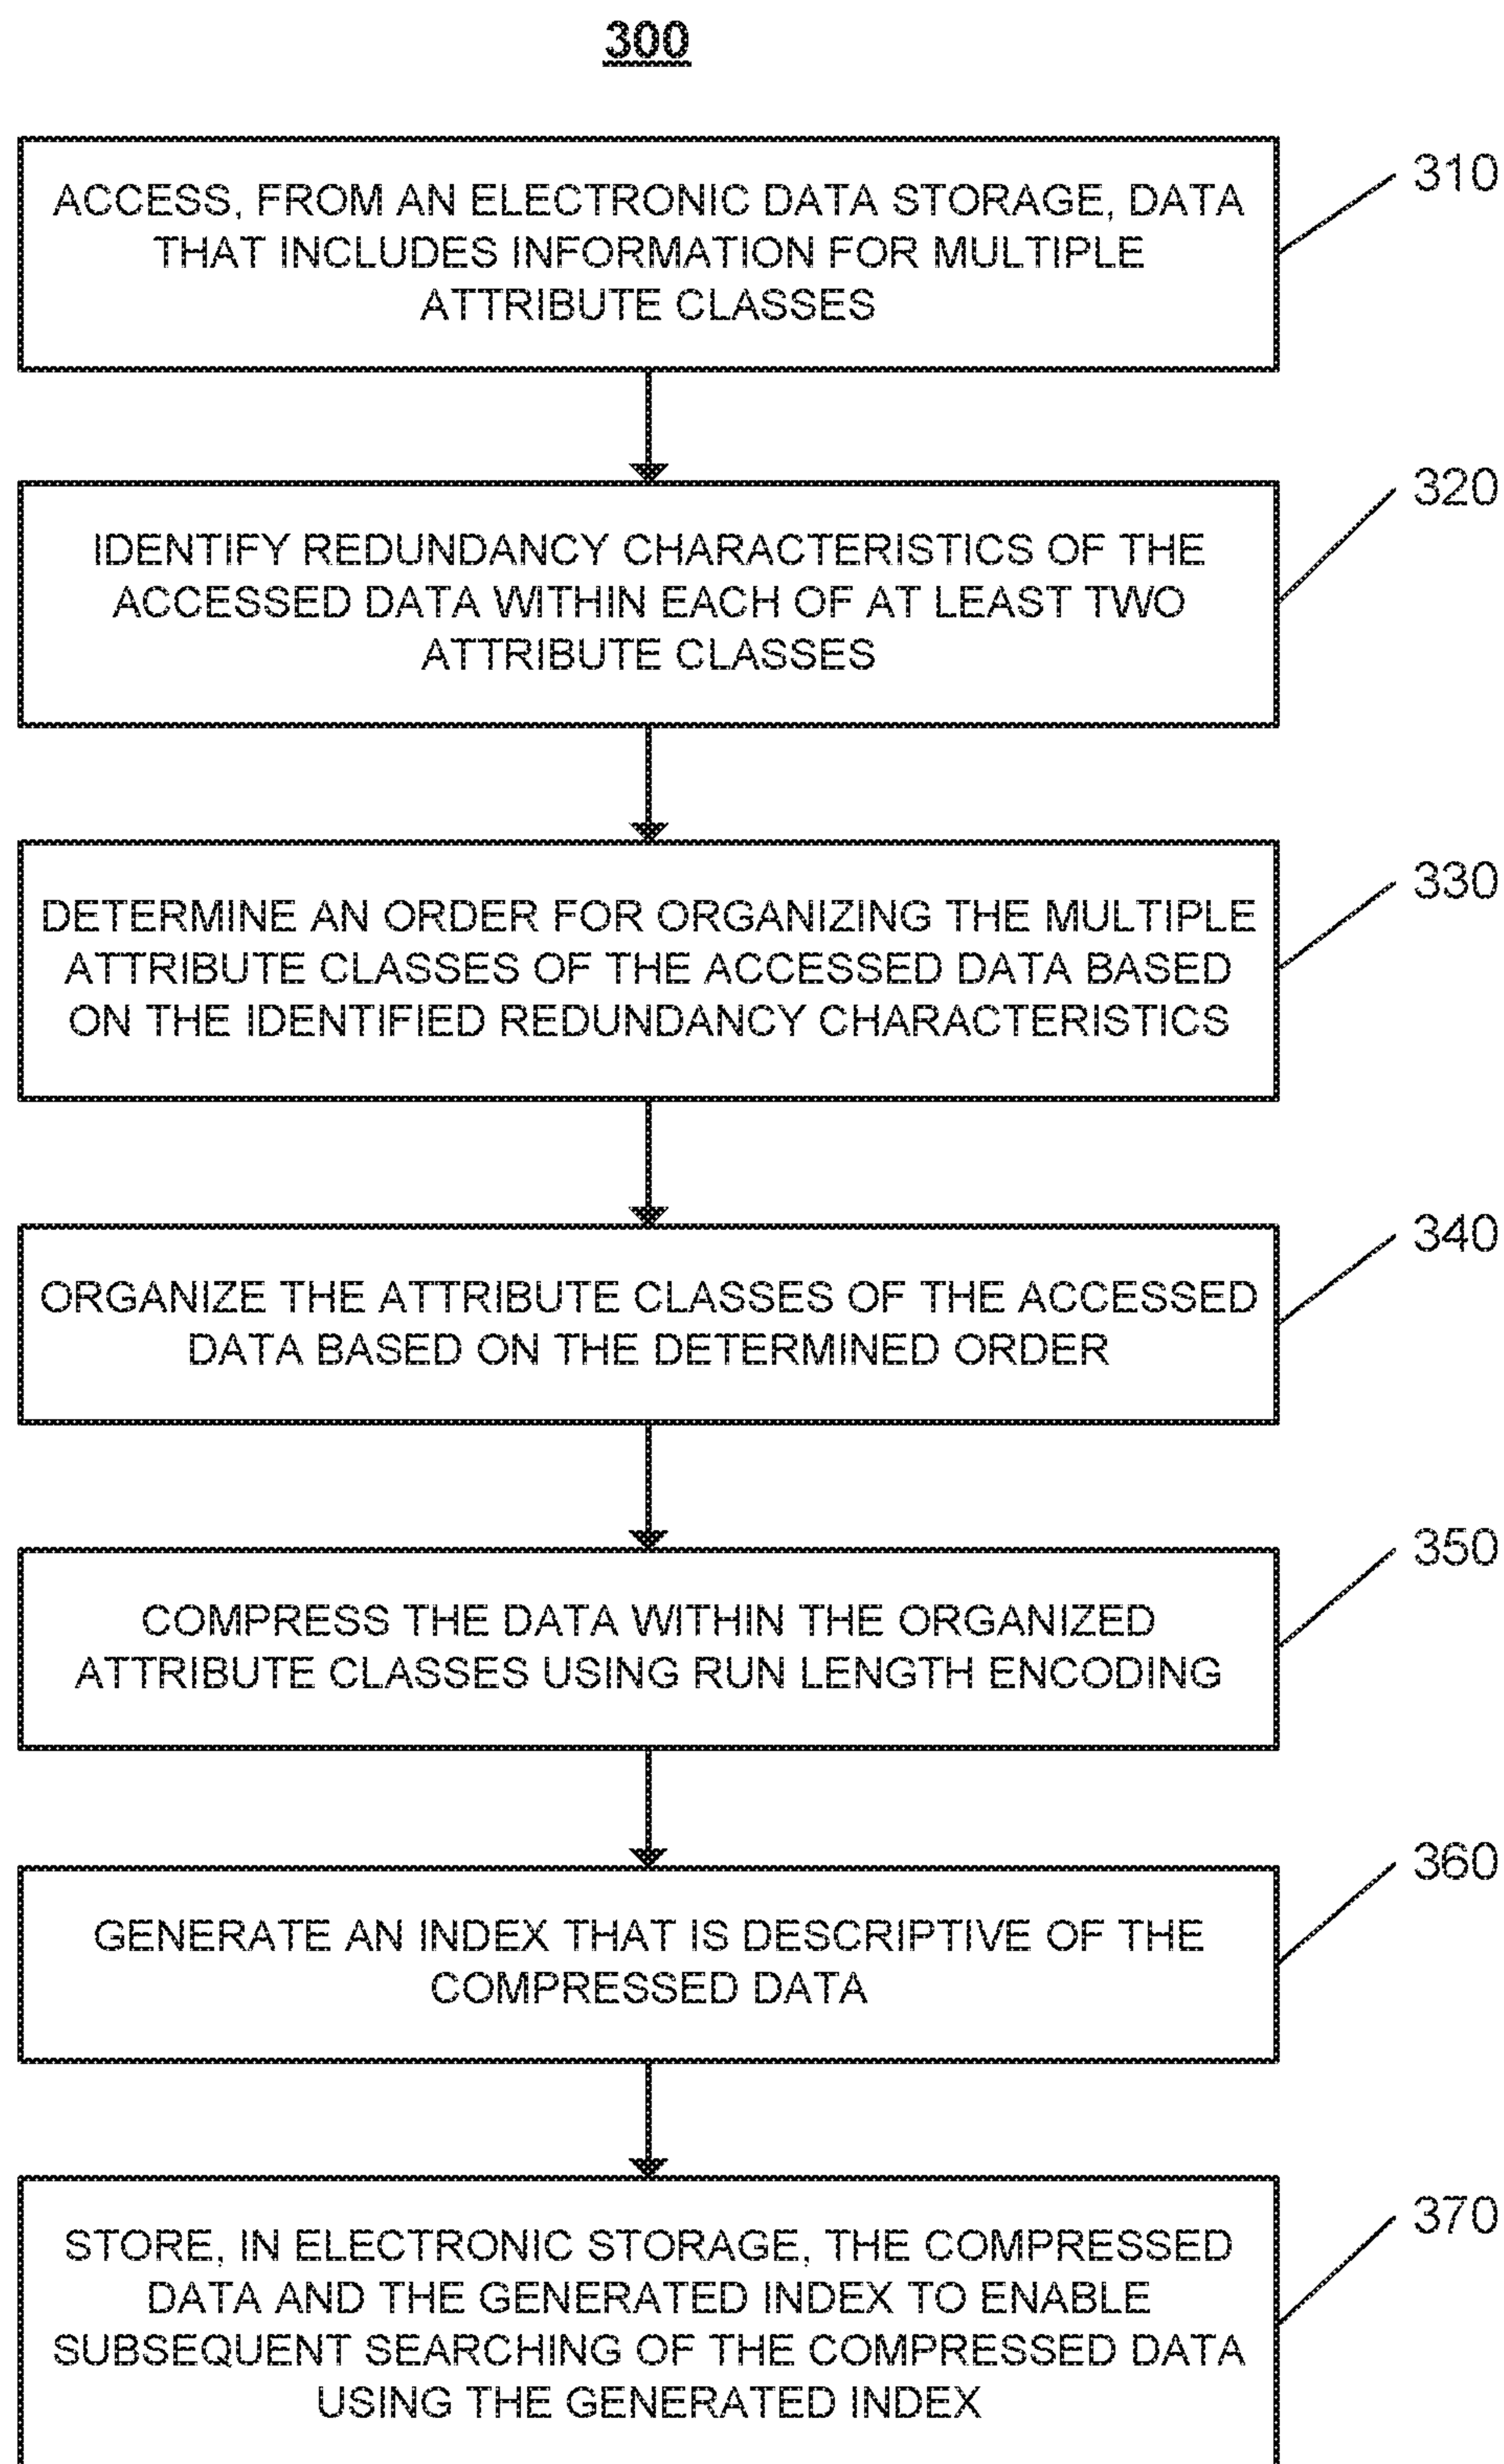 300
ACCESS, FROM AN ELECTRONIC DATA STORAGE, DATA
THAT INCLUDES INFORMATION FOR MULTIPLE
ATTRIBUTE CLASSES
310
IDENTIFY REDUNDANCY CHARACTERISTICS OF THE
ACCESSED DATA WITHIN EACH OF AT LEAST TWO
ATTRIBUTE CLASSES
320
DETERMINE AN ORDER FOR ORGANIZING THE MULTIPLE
ATTRIBUTE CLASSES OF THE ACCESSED DATA BASED
ON THE IDENTIFIED REDUNDANCY CHARACTERISTICS
330
ORGANIZE THE ATTRIBUTE CLASSES OF THE ACCESSED
DATA BASED ON THE DETERMINED ORDER
340
COMPRESS THE DATA WITHIN THE ORGANIZED
ATTRIBUTE CLASSES USING RUN LENGTH ENCODING
350
GENERATE AN INDEX THAT IS DESCRIPTIVE OF THE
COMPRESSED DATA
360
STORE, IN ELECTRONIC STORAGE, THE COMPRESSED
DATA AND THE GENERATED INDEX TO ENABLE
SUBSEQUENT SEARCHING OF THE COMPRESSED DATA
USING THE GENERATED INDEX
370